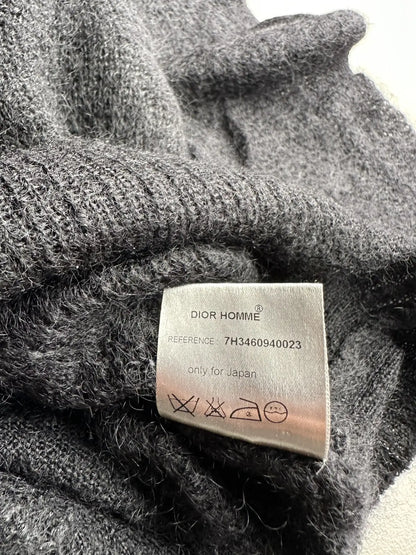 DIOR HOMME®
REFERENCE : 7H3460940023
only for Japan